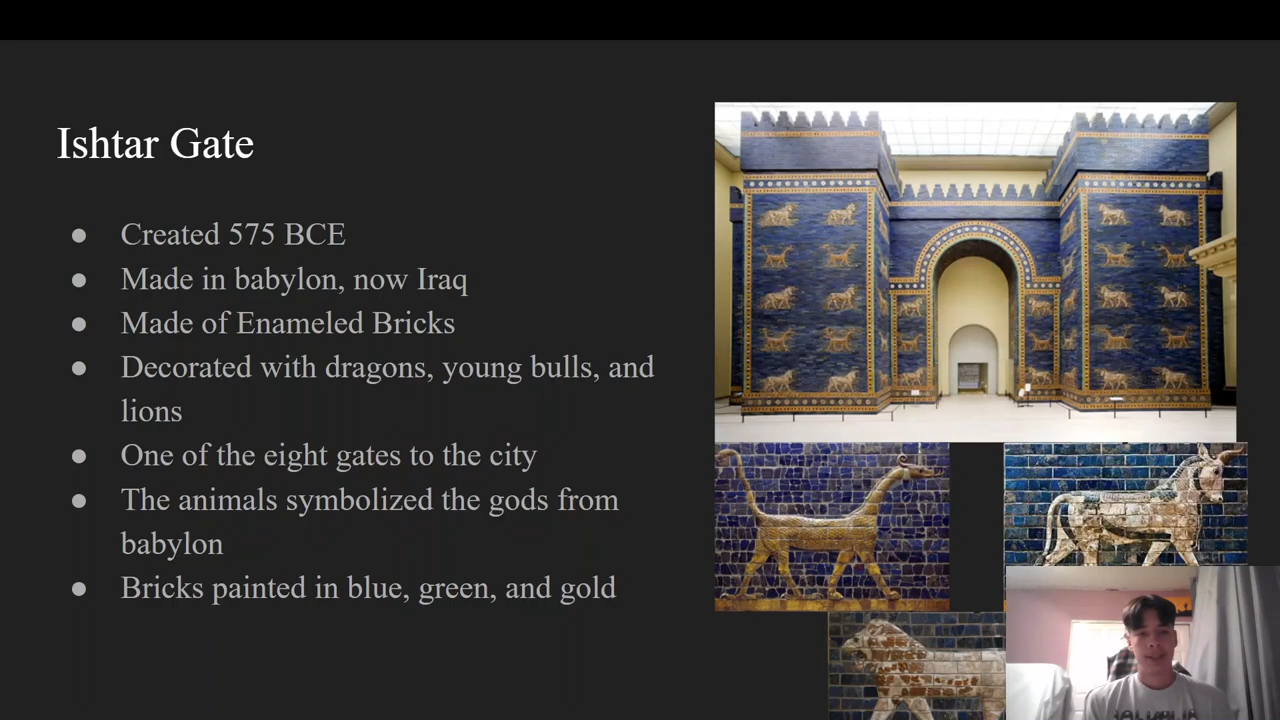 Ishtar Gate
● Created 575 BCE
● Made in babylon, now Iraq
● Made of Enameled Bricks
● Decorated with dragons, young bulls, and
lions
● One of the eight gates to the city
● The animals symbolized the gods from
babylon
● Bricks painted in blue, green, and gold